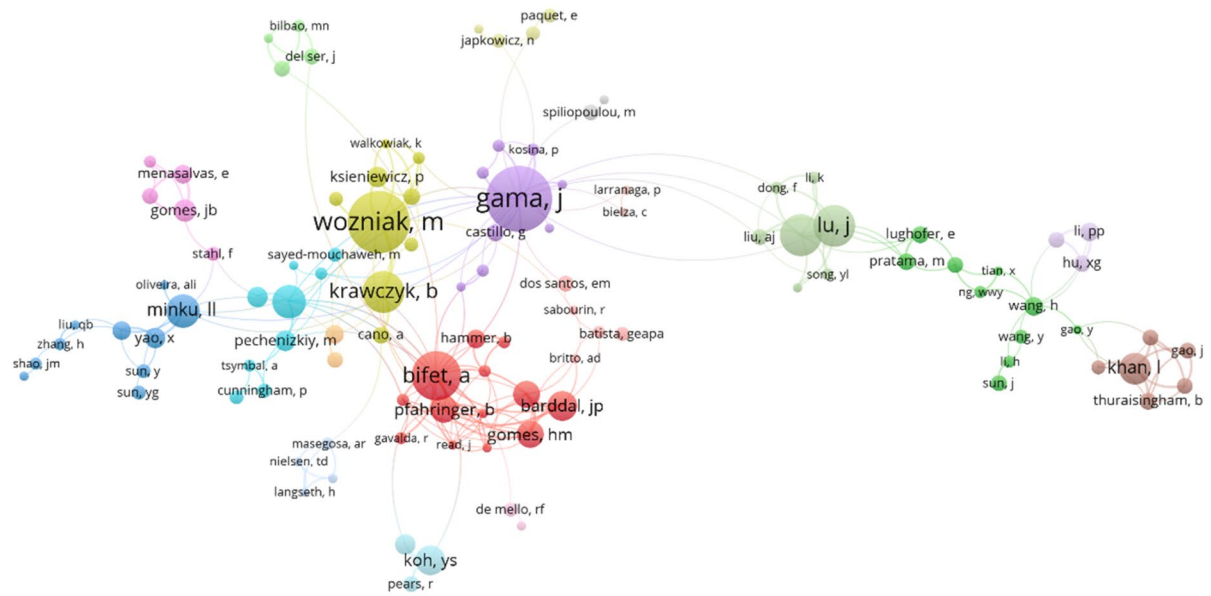 paquet, e
bilbao, mn
japkowicz, n
del ser, j
spiliopoulou, m
walkowiak, k
kosina, p
menasalvas, e
ksieniewicz, p
li, k
dong, f
larranaga, p
gama, j
gomes, jb
bielza, c
wozniak, m
lu, j
castillo, g
liu, aj
lughofer, e
li, pp
stahl, f
sayed-mouchaweh, m
pratama, m
hu, xg
song, yl
tian, x
oliveira, ali
dos santos, em
krawczyk, b
ng, wwy
minku, ll
sabourin, r
wang, h
liu, qb
yao, x
pechenizkiy, m
cano, a
hammer, b
batista, geapa
gao, y
wang, y
zhang, h
britto, ad
gao, j
shao, jm
tsymbal, a
li, h
khan, l
sun, y
bifet, a
sun, j
sun, yg
cunningham, p
thuraisingham, b
pfahringer, b
barddal, jp
gavalda, r
gomes, hm
masegosa, ar
read, j
nielsen, td
langseth, h
de mello, rf
koh, ys
pears, r